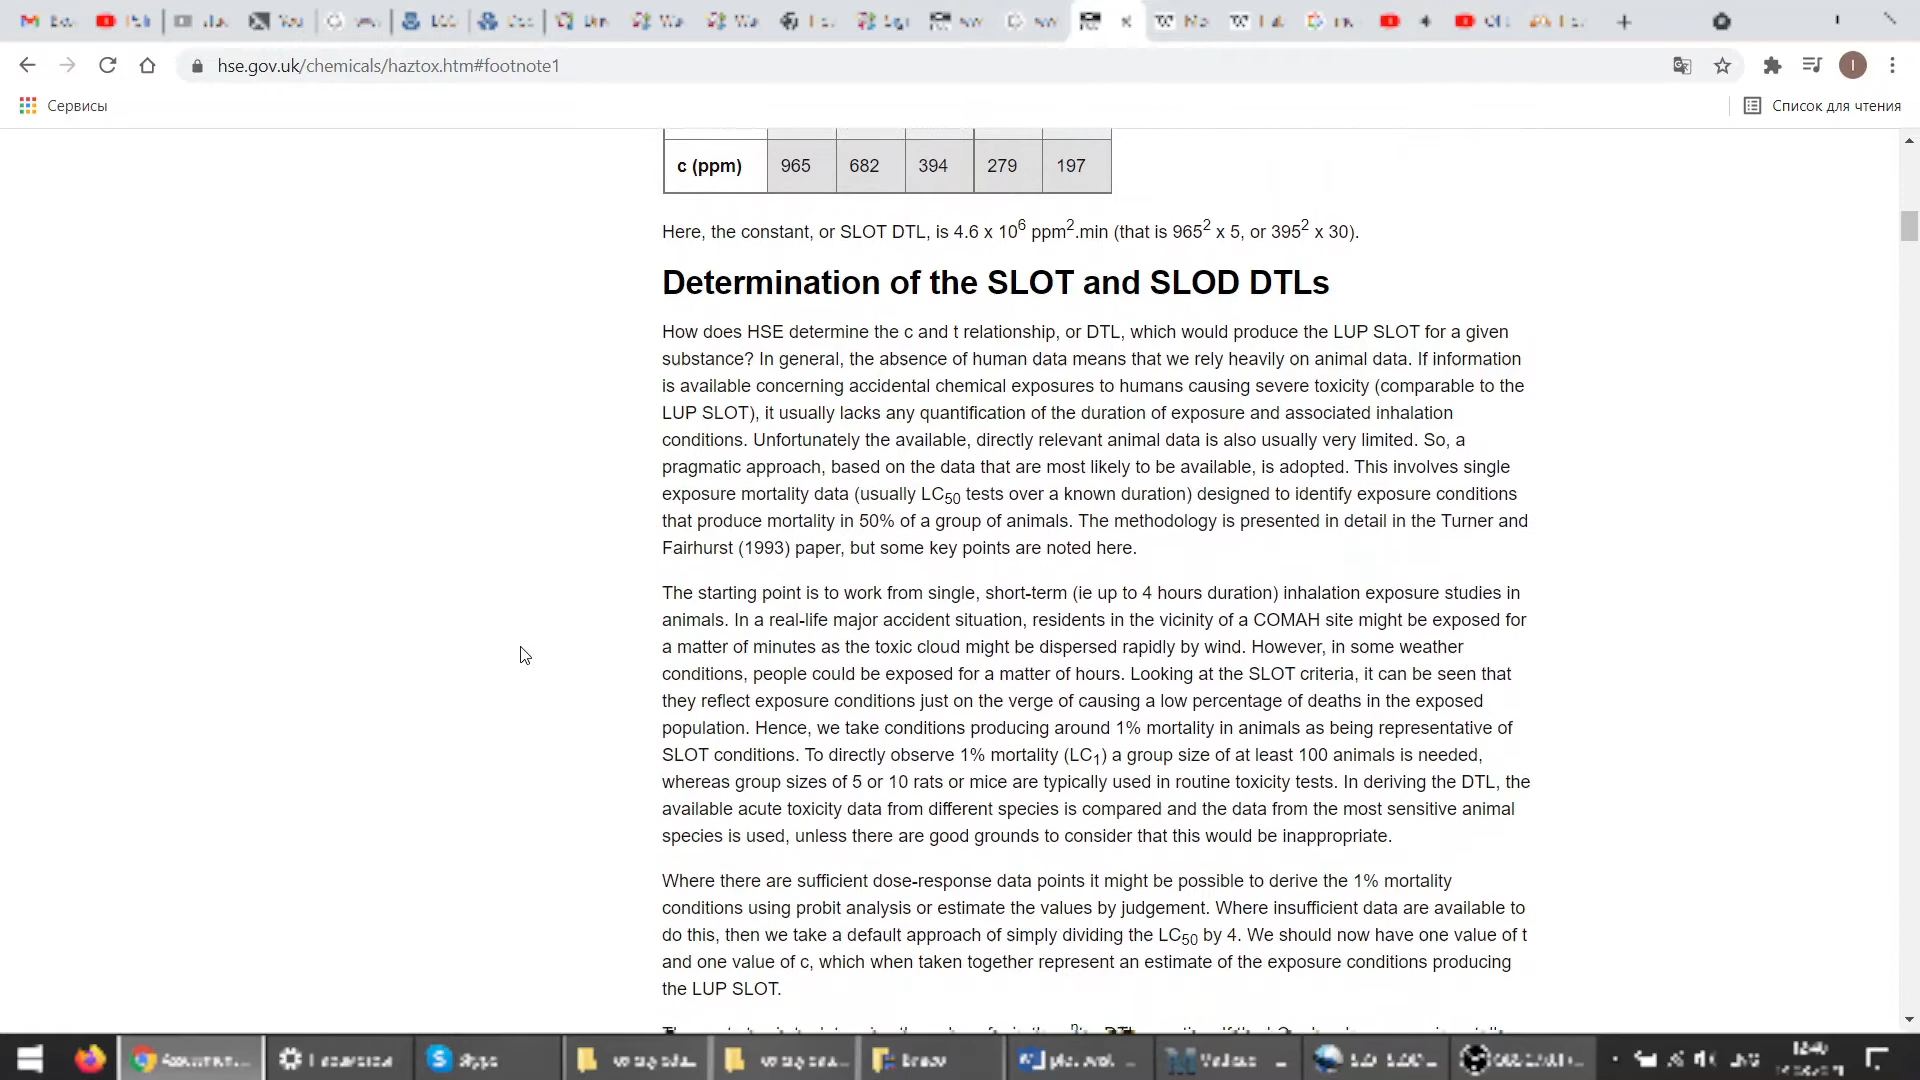 hse.gov.uk/chemicals/haztox.htm#footnote1
Сервисы
Список для чтения
c (ppm) 965 682 394 279 197
Here, the constant, or SLOT DTL, is 4.6 x 10⁶ ppm².min (that is 965² x 5, or 395² x 30).
Determination of the SLOT and SLOD DTLs
How does HSE determine the c and t relationship, or DTL, which would produce the LUP SLOT for a given
substance? In general, the absence of human data means that we rely heavily on animal data. If information
is available concerning accidental chemical exposures to humans causing severe toxicity (comparable to the
LUP SLOT), it usually lacks any quantification of the duration of exposure and associated inhalation
conditions. Unfortunately the available, directly relevant animal data is also usually very limited. So, a
pragmatic approach, based on the data that are most likely to be available, is adopted. This involves single
exposure mortality data (usually LC₅₀ tests over a known duration) designed to identify exposure conditions
that produce mortality in 50% of a group of animals. The methodology is presented in detail in the Turner and
Fairhurst (1993) paper, but some key points are noted here.
The starting point is to work from single, short-term (ie up to 4 hours duration) inhalation exposure studies in
animals. In a real-life major accident situation, residents in the vicinity of a COMAH site might be exposed for
a matter of minutes as the toxic cloud might be dispersed rapidly by wind. However, in some weather
conditions, people could be exposed for a matter of hours. Looking at the SLOT criteria, it can be seen that
they reflect exposure conditions just on the verge of causing a low percentage of deaths in the exposed
population. Hence, we take conditions producing around 1% mortality in animals as being representative of
SLOT conditions. To directly observe 1% mortality (LC₁) a group size of at least 100 animals is needed,
whereas group sizes of 5 or 10 rats or mice are typically used in routine toxicity tests. In deriving the DTL, the
available acute toxicity data from different species is compared and the data from the most sensitive animal
species is used, unless there are good grounds to consider that this would be inappropriate.
Where there are sufficient dose-response data points it might be possible to derive the 1% mortality
conditions using probit analysis or estimate the values by judgement. Where insufficient data are available to
do this, then we take a default approach of simply dividing the LC₅₀ by 4. We should now have one value of t
and one value of c, which when taken together represent an estimate of the exposure conditions producing
the LUP SLOT.